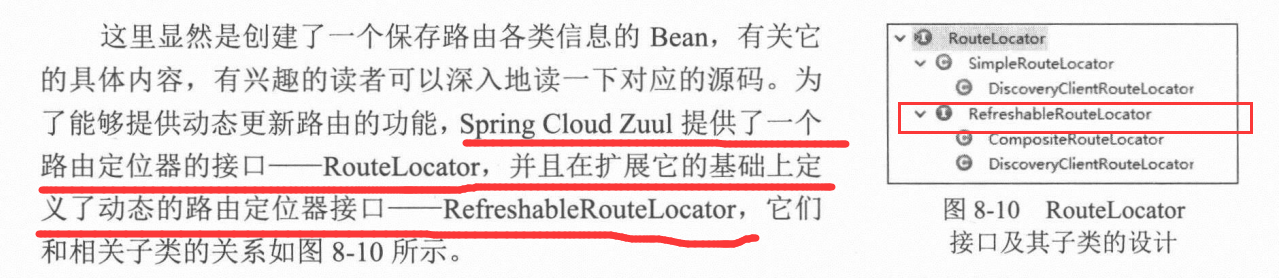 这里显然是创建了一个保存路由各类信息的 Bean，有关它
的具体内容，有兴趣的读者可以深入地读一下对应的源码。为
了能够提供动态更新路由的功能，Spring Cloud Zuul 提供了一个
路由定位器的接口——RouteLocator，并且在扩展它的基础上定
义了动态的路由定位器接口——RefreshableRouteLocator，它们
和相关子类的关系如图 8-10 所示。
RouteLocator
SimpleRouteLocator
DiscoveryClientRouteLocator
RefreshableRouteLocator
CompositeRouteLocator
DiscoveryClientRouteLocator
图 8-10 RouteLocator
接口及其子类的设计